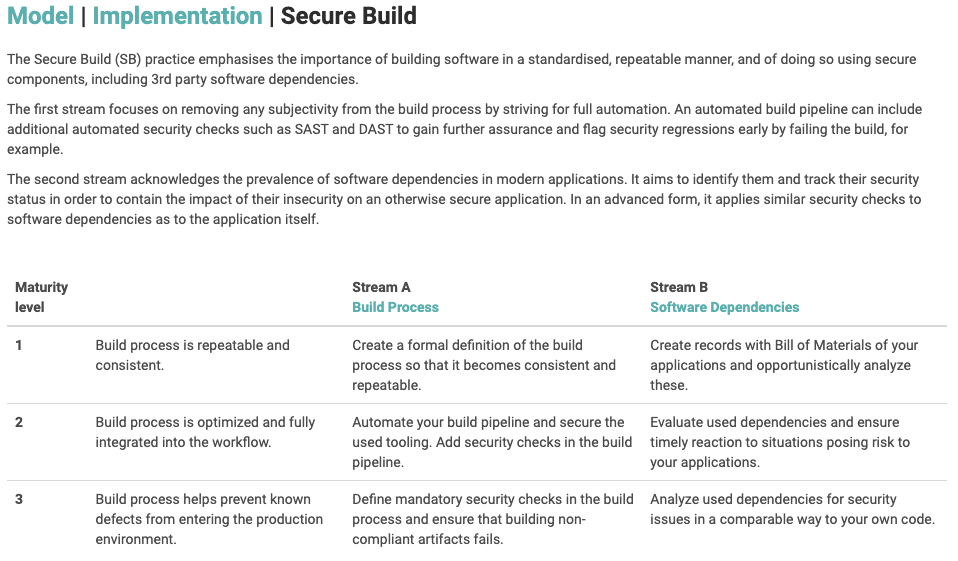 Model | Implementation | Secure Build
The Secure Build (SB) practice emphasises the importance of building software in a standardised, repeatable manner, and of doing so using secure
components, including 3rd party software dependencies.
The first stream focuses on removing any subjectivity from the build process by striving for full automation. An automated build pipeline can include
additional automated security checks such as SAST and DAST to gain further assurance and flag security regressions early by failing the build, for
example.
The second stream acknowledges the prevalence of software dependencies in modern applications. It aims to identify them and track their security
status in order to contain the impact of their insecurity on an otherwise secure application. In an advanced form, it applies similar security checks to
software dependencies as to the application itself.
Maturity
level
Stream A
Build Process
Stream B
Software Dependencies
1
Build process is repeatable and
consistent.
Create a formal definition of the build
process so that it becomes consistent and
repeatable.
Create records with Bill of Materials of your
applications and opportunistically analyze
these.
2
Build process is optimized and fully
integrated into the workflow.
Automate your build pipeline and secure the
used tooling. Add security checks in the build
pipeline.
Evaluate used dependencies and ensure
timely reaction to situations posing risk to
your applications.
3
Build process helps prevent known
defects from entering the production
environment.
Define mandatory security checks in the build
process and ensure that building non-
compliant artifacts fails.
Analyze used dependencies for security
issues in a comparable way to your own code.